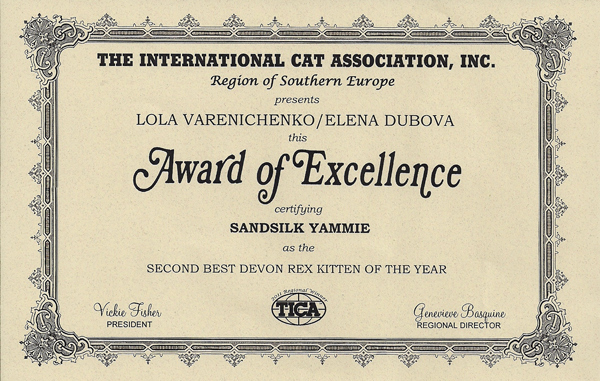 THE INTERNATIONAL CAT ASSOCIATION, INC.
Region of Southern Europe
presents
LOLA VARENICHENKO/ELENA DUBOVA
this
Award of Excellence
certifying
SANDSILK YAMMIE
as the
SECOND BEST DEVON REX KITTEN OF THE YEAR
Regional Winner
TICA
Vickie Fisher
PRESIDENT
Genevieve Basquine
REGIONAL DIRECTOR